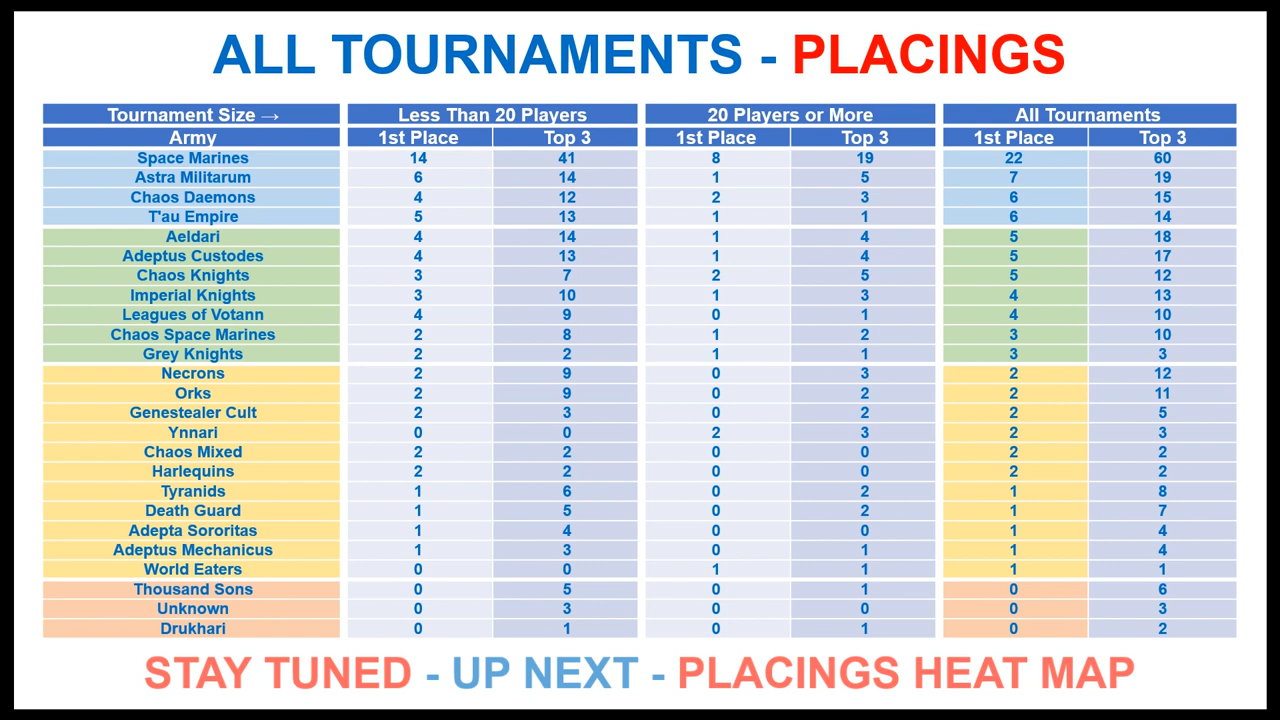 ALL TOURNAMENTS - PLACINGS
Tournament Size → Less Than 20 Players 20 Players or More All Tournaments
Army 1st Place Top 3 1st Place Top 3 1st Place Top 3
Space Marines 14 41 8 19 22 60
Astra Militarum 6 14 1 5 7 19
Chaos Daemons 4 12 2 3 6 15
T'au Empire 5 13 1 1 6 14
Aeldari 4 14 1 4 5 18
Adeptus Custodes 4 13 1 4 5 17
Chaos Knights 3 7 2 5 5 12
Imperial Knights 3 10 1 3 4 13
Leagues of Votann 4 9 0 1 4 10
Chaos Space Marines 2 8 1 2 3 10
Grey Knights 2 2 1 1 3 3
Necrons 2 9 0 3 2 12
Orks 2 9 0 2 2 11
Genestealer Cult 2 3 0 2 2 5
Ynnari 0 0 2 3 2 3
Chaos Mixed 2 2 0 0 2 2
Harlequins 2 2 0 0 2 2
Tyranids 1 6 0 2 1 8
Death Guard 1 5 0 2 1 7
Adepta Sororitas 1 4 0 0 1 4
Adeptus Mechanicus 1 3 0 1 1 4
World Eaters 0 0 1 1 1 1
Thousand Sons 0 5 0 1 0 6
Unknown 0 3 0 0 0 3
Drukhari 0 1 0 1 0 2
STAY TUNED - UP NEXT - PLACINGS HEAT MAP